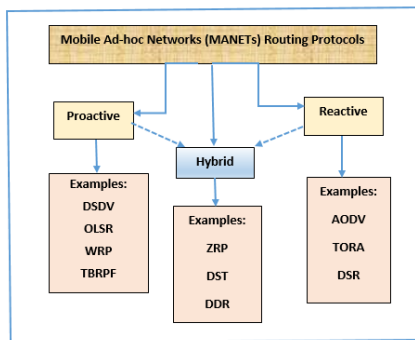 Mobile Ad-hoc Networks (MANETs) Routing Protocols
Proactive
Reactive
Hybrid
Examples:
DSDV
OLSR
WRP
TBRPF
Examples:
ZRP
DST
DDR
Examples:
AODV
TORA
DSR